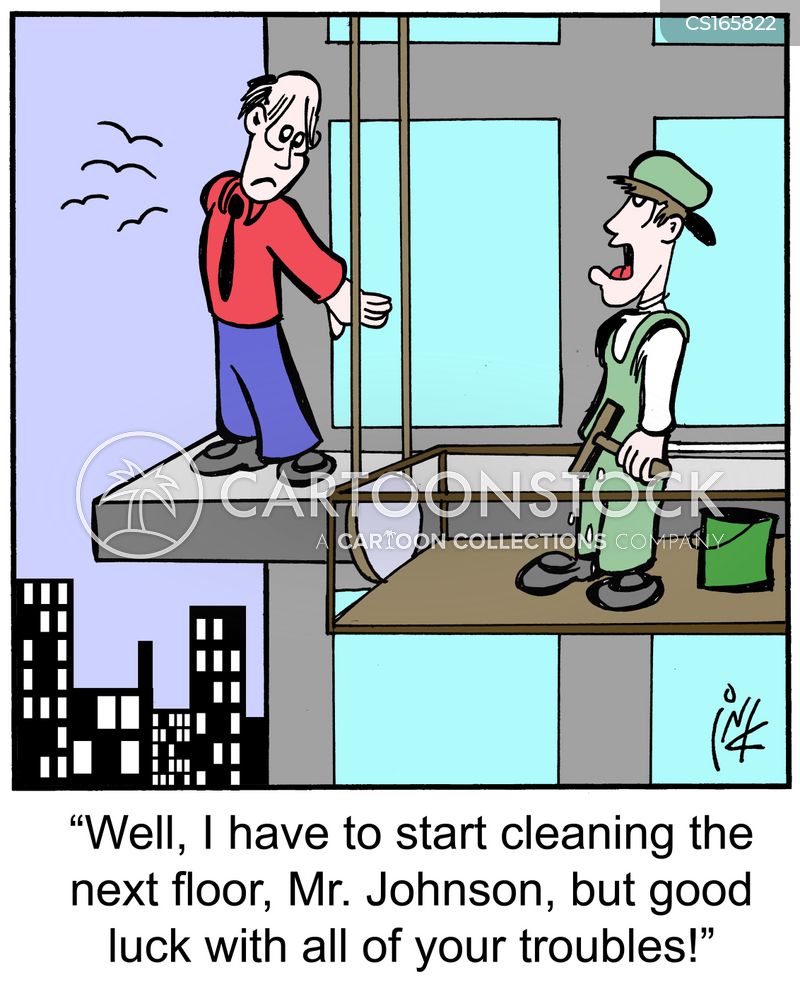 CS165822
CARTOONSTOCK
A CARTOON COLLECTIONS COMPANY
INK
“Well, I have to start cleaning the
next floor, Mr. Johnson, but good
luck with all of your troubles!”